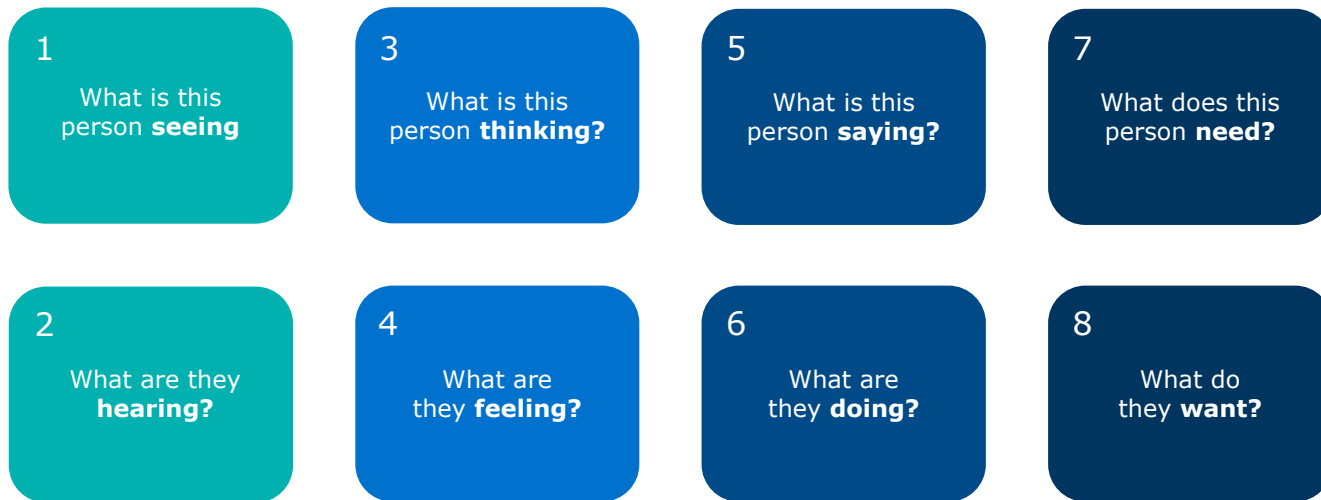 1
What is this
person seeing
2
What are they
hearing?
3
What is this
person thinking?
4
What are
they feeling?
5
What is this
person saying?
6
What are
they doing?
7
What does this
person need?
8
What do
they want?